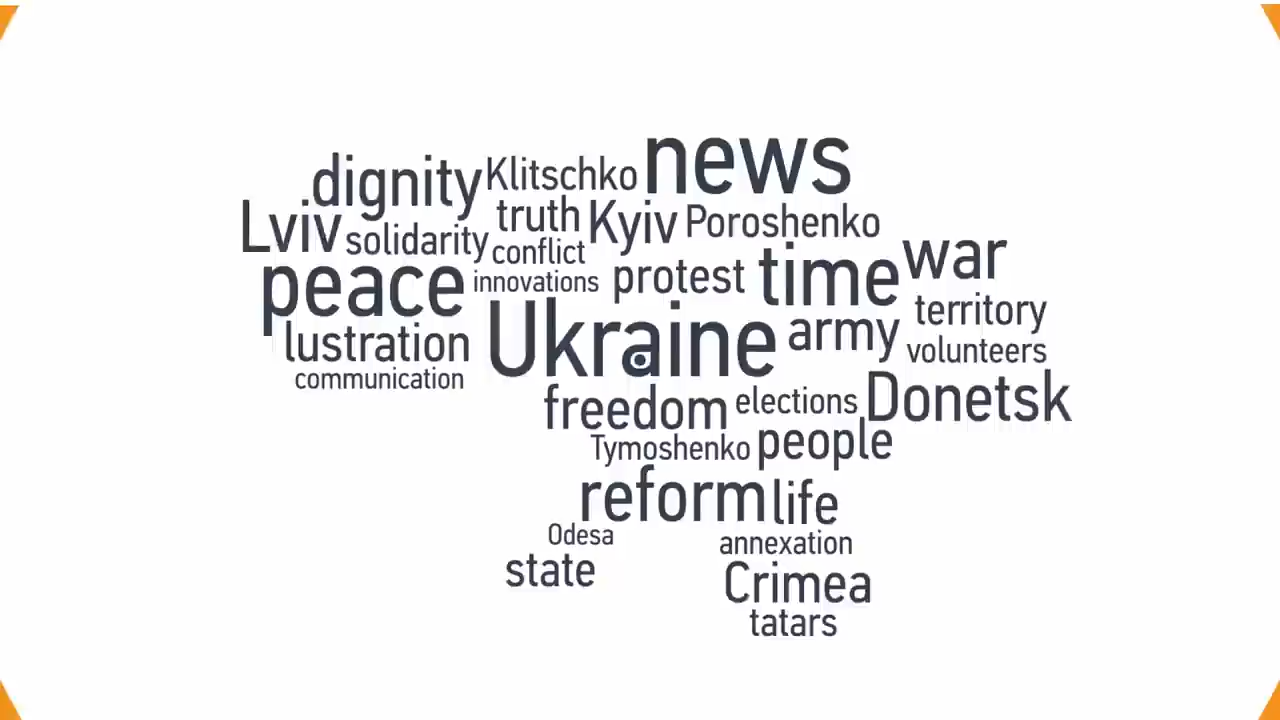 news
dignity Klitschko
Lviv solidarity truth Kyiv Poroshenko
conflict
peace innovations protest time war
lustration Ukraine army territory
communication volunteers
freedom elections Donetsk
Tymoshenko people
reform life
Odesa annexation
state Crimea
tatars